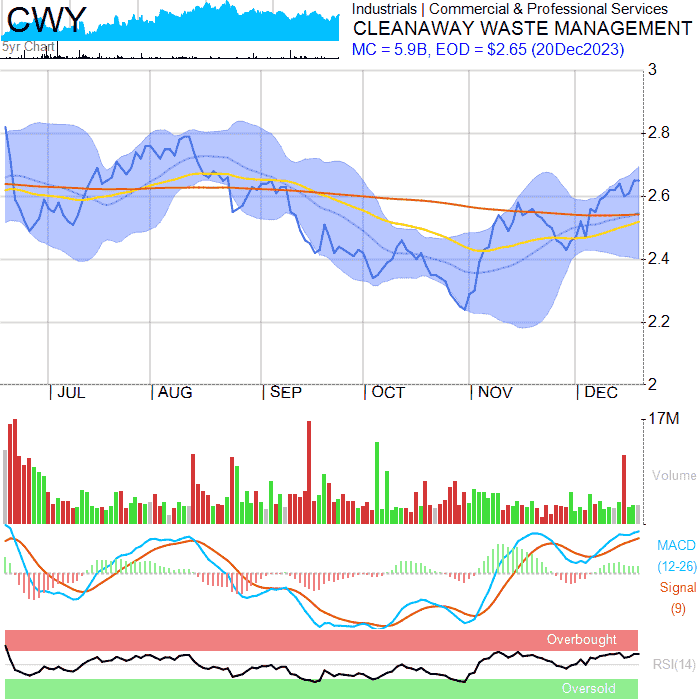 CWY
5yr Chart
Industrials | Commercial & Professional Services
CLEANAWAY WASTE MANAGEMENT
MC = 5.9B, EOD = $2.65 (20Dec2023)
3
2.8
2.6
2.4
2.2
2
| JUL
| AUG
| SEP
| OCT
| NOV
| DEC
17M
Volume
MACD
(12-26)
Signal
(9)
Overbought
RSI(14)
Oversold